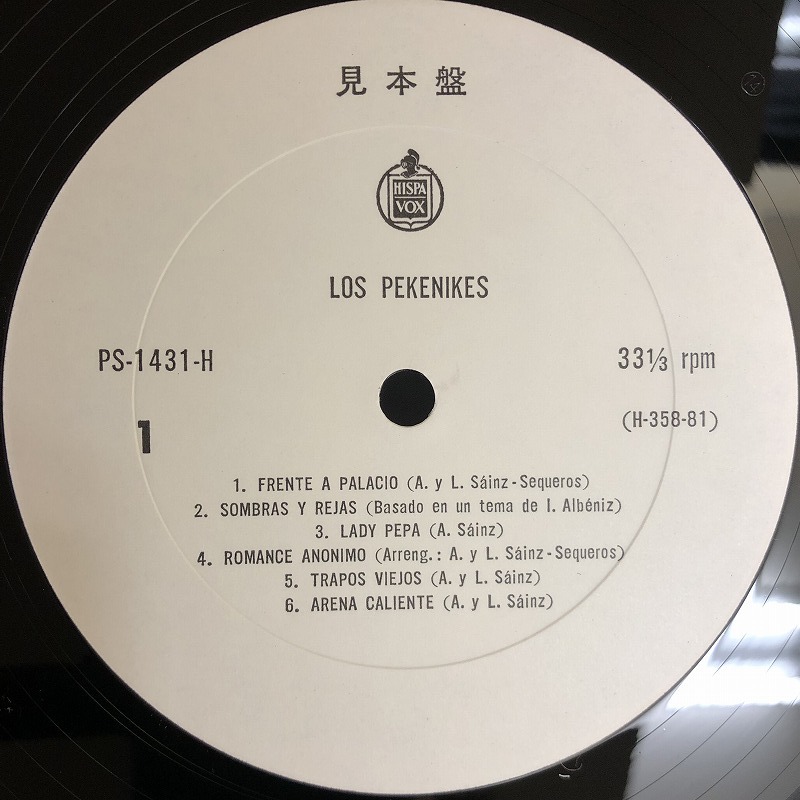 見本盤
HISPA
VOX
LOS PEKENIKES
PS-1431-H
33⅓ rpm
1
(H-358-81)
1. FRENTE A PALACIO (A. y L. Sáinz-Sequeros)
2. SOMBRAS Y REJAS (Basado en un tema de I. Albéniz)
3. LADY PEPA (A. Sáinz)
4. ROMANCE ANONIMO (Arreng.: A. y L. Sáinz-Sequeros)
5. TRAPOS VIEJOS (A. y L. Sáinz)
6. ARENA CALIENTE (A. y L. Sáinz)